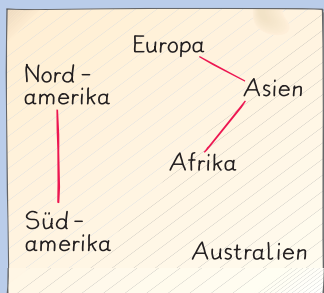 Europa
Nord-
amerika
Asien
Afrika
Süd-
amerika
Australien